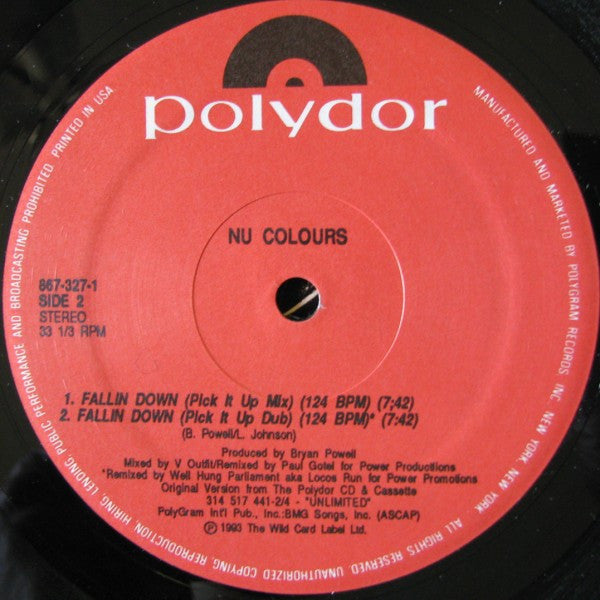 polydor
NU COLOURS
867-327-1
SIDE 2
STEREO
33 1/3 RPM
1. FALLIN DOWN (Pick It Up Mix) (124 BPM) (7;42)
2. FALLIN DOWN (Pick It Up Dub) (124 BPM)* (7;42)
(B. Powell/L. Johnson)
Produced by Bryan Powell
Mixed by V Outfit/Remixed by Paul Gotel for Power Productions
*Remixed by Well Hung Parliament aka Locos Run for Power Promotions
Original Version from The Polydor CD & Cassette
314 517 441-2/4 - "UNLIMITED"
PolyGram Int'l Pub., Inc.:BMG Songs, Inc. (ASCAP)
℗ 1993 The Wild Card Label Ltd.
MANUFACTURED AND MARKETED BY POLYGRAM RECORDS INC. NEW YORK, NEW YORK. ALL RIGHTS RESERVED. UNAUTHORIZED COPYING, REPRODUCTION, HIRING, LENDING, PUBLIC PERFORMANCE AND BROADCASTING PROHIBITED. PRINTED IN USA